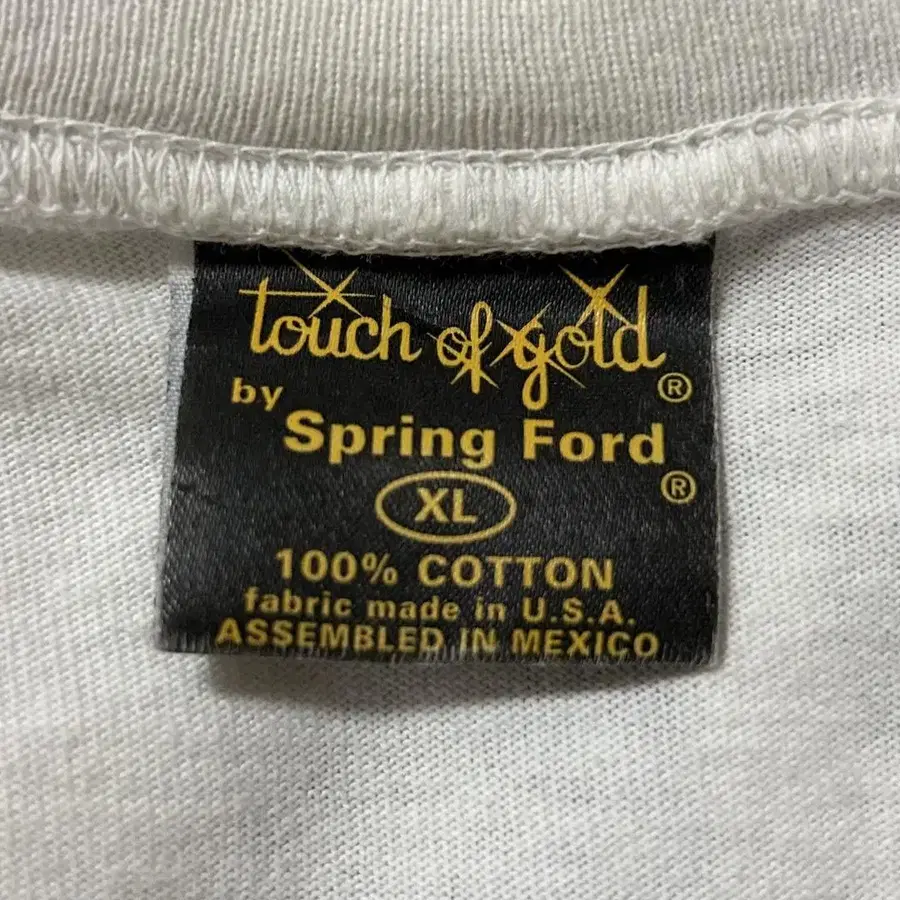 touch of gold®
by
Spring Ford®
XL
100% COTTON
fabric made in U.S.A.
ASSEMBLED IN MEXICO